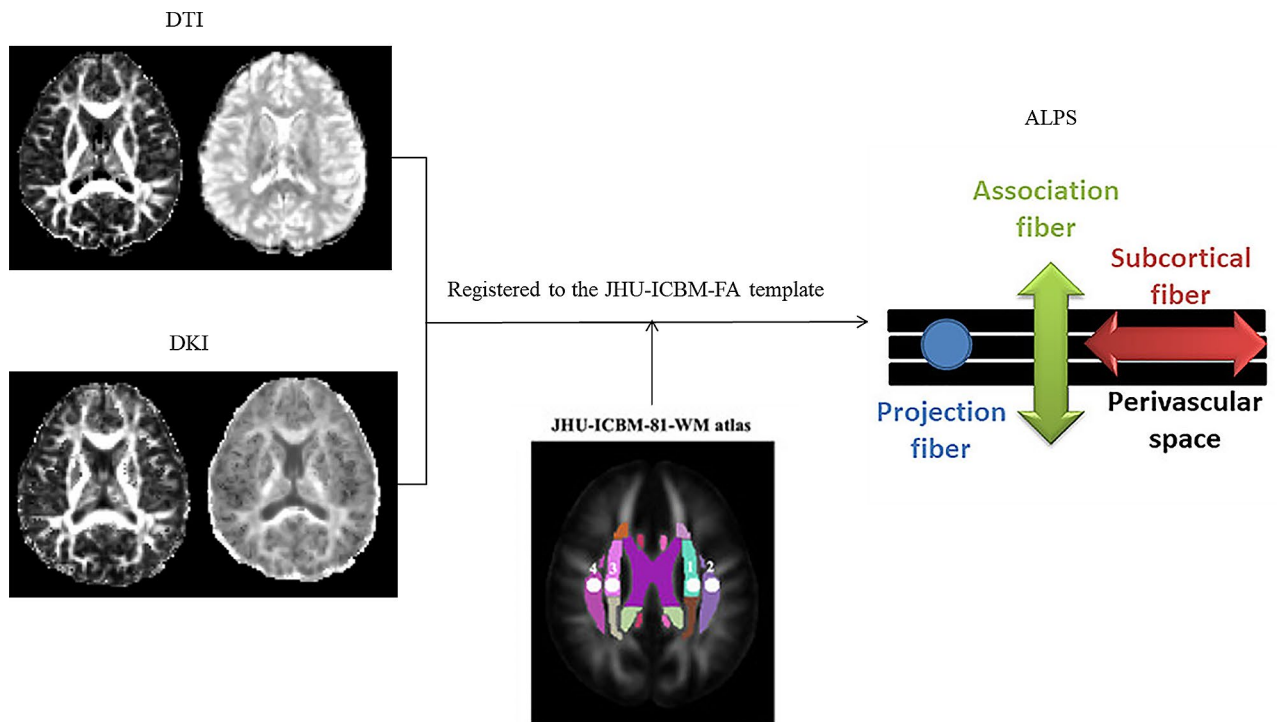 DTI
DKI
Registered to the JHU-ICBM-FA template
JHU-ICBM-81-WM atlas
4 3 1 2
ALPS
Association
fiber
Subcortical
fiber
Projection
fiber
Perivascular
space